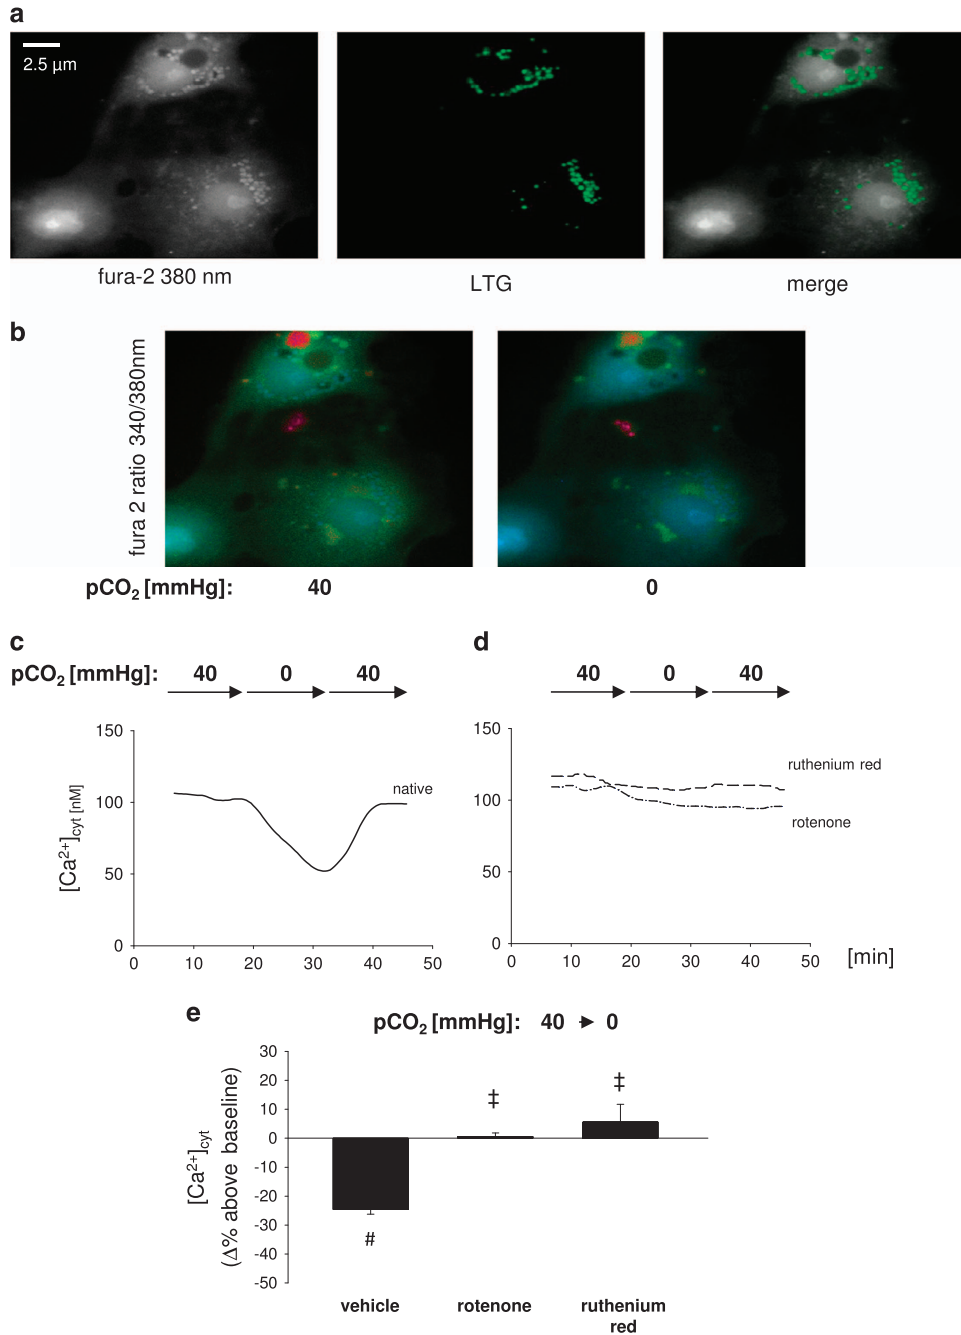 a
2.5 µm
fura-2 380 nm
LTG
merge
b
fura 2 ratio 340/380nm
pCO₂ [mmHg]: 40 0
c
pCO₂ [mmHg]: 40 0 40
150
100
50
0
0 10 20 30 40 50
[Ca²⁺]cyt [nM]
native
d
40 0 40
150
100
50
0
0 10 20 30 40 50
[min]
ruthenium red
rotenone
e
pCO₂ [mmHg]: 40 ➤ 0
[Ca²⁺]cyt
(Δ% above baseline)
30
20
10
0
-10
-20
-30
-40
-50
#
‡
‡
vehicle rotenone ruthenium
red